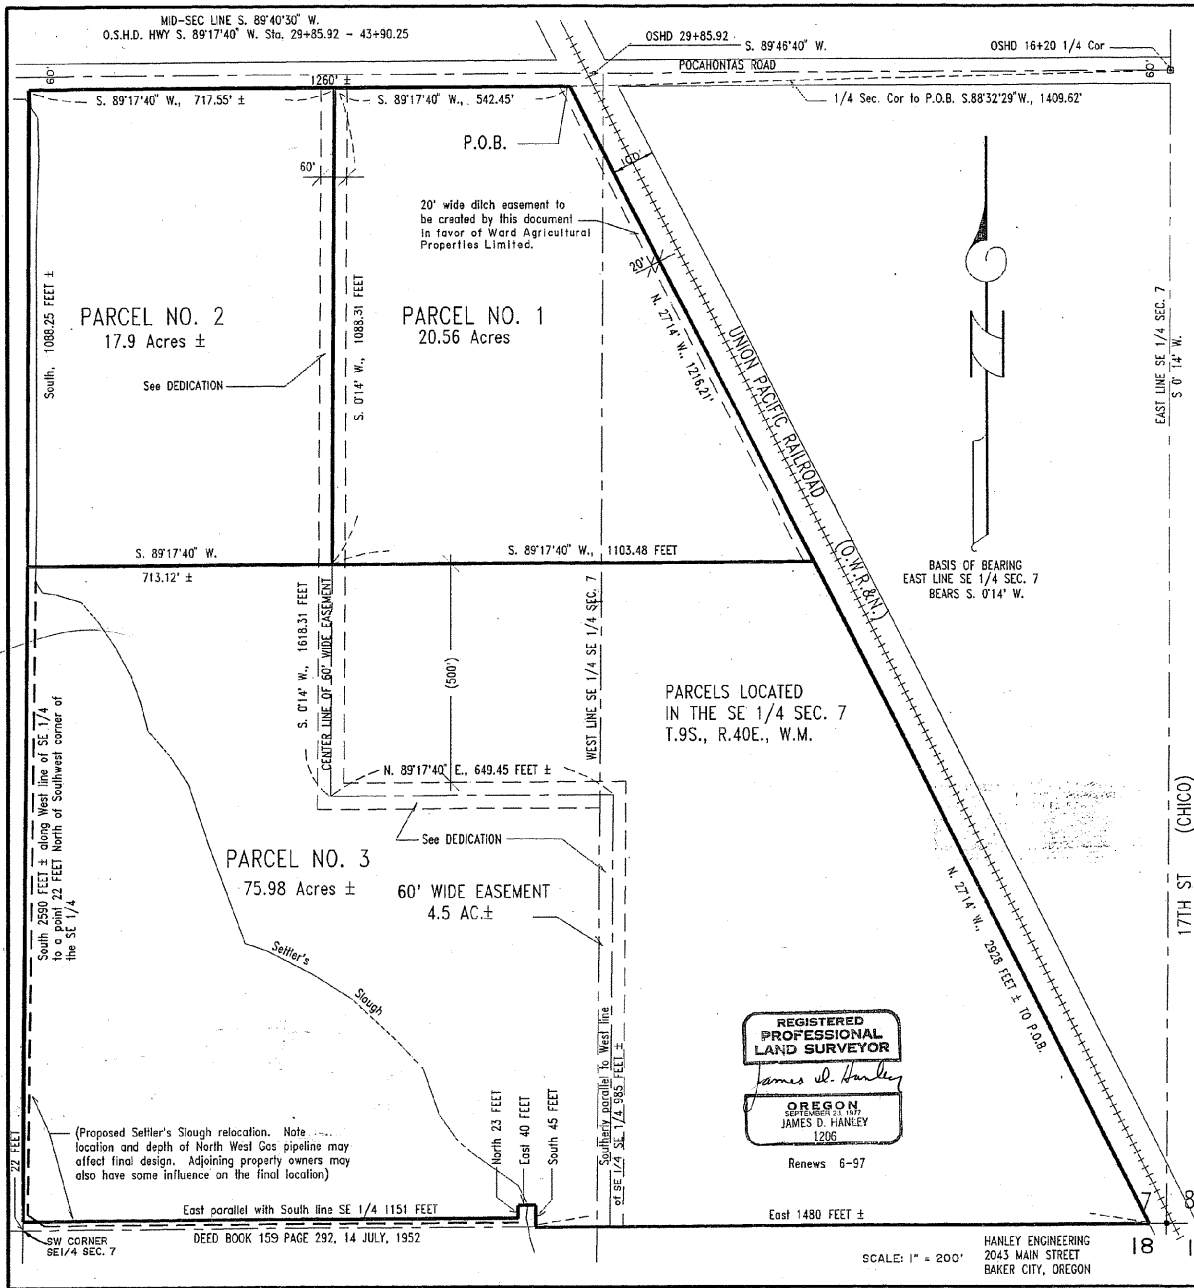 MID-SEC LINE S. 89°40'30" W.
O.S.H.D. HWY S. 89°17'40" W. Sta. 29+85.92 - 43+90.25
OSHD 29+85.92
S. 89°46'40" W.
OSHD 16+20 1/4 Cor
POCAHONTAS ROAD
60'
1260' ±
60'
S. 89°17'40" W., 717.55' ±
S. 89°17'40" W., 542.45'
1/4 Sec. Cor to P.O.B. S.88°32'29"W., 1409.62'
P.O.B.
100'
60'
20' wide ditch easement to
be created by this document
in favor of Ward Agricultural
Properties Limited.
20'
South, 1088.25 FEET ±
PARCEL NO. 2
17.9 Acres ±
S. 0°14' W., 1088.31 FEET
PARCEL NO. 1
20.56 Acres
N. 27°14' W., 1216.21'
UNION PACIFIC RAILROAD
(O.W.R.&N.)
EAST LINE SE 1/4 SEC. 7
S 0° 14' W.
See DEDICATION
S. 89°17'40" W.
713.12' ±
S. 89°17'40" W., 1103.48 FEET
BASIS OF BEARING
EAST LINE SE 1/4 SEC. 7
BEARS S. 0°14' W.
S. 0°14' W., 1618.31 FEET
CENTER LINE OF 60' WIDE EASEMENT
(500')
WEST LINE SE 1/4 SE 1/4 SEC. 7
PARCELS LOCATED
IN THE SE 1/4 SEC. 7
T.9S., R.40E., W.M.
South 2590 FEET ± along West line of SE 1/4
to a point 22 FEET North of Southwest corner of
the SE 1/4
N. 89°17'40" E., 649.45 FEET ±
See DEDICATION
PARCEL NO. 3
75.98 Acres ±
60' WIDE EASEMENT
4.5 AC.±
17TH ST (CHICO)
Settler's
Slough
N. 27°14' W., 2928 FEET ± TO P.O.B.
Southerly parallel to West line
of SE 1/4 SE 1/4 985 FEET ±
REGISTERED
PROFESSIONAL
LAND SURVEYOR
James D. Hanley
OREGON
SEPTEMBER 23, 1977
JAMES D. HANLEY
1206
Renews 6-97
22 FEET
(Proposed Settler's Slough relocation. Note
location and depth of North West Gas pipeline may
affect final design. Adjoining property owners may
also have some influence on the final location)
North 23 FEET
East 40 FEET
South 45 FEET
East parallel with South line SE 1/4 1151 FEET
East 1480 FEET ±
7
8
SW CORNER
SE1/4 SEC. 7
DEED BOOK 159 PAGE 292, 14 JULY, 1952
18
SCALE: 1" = 200'
HANLEY ENGINEERING
2043 MAIN STREET
BAKER CITY, OREGON